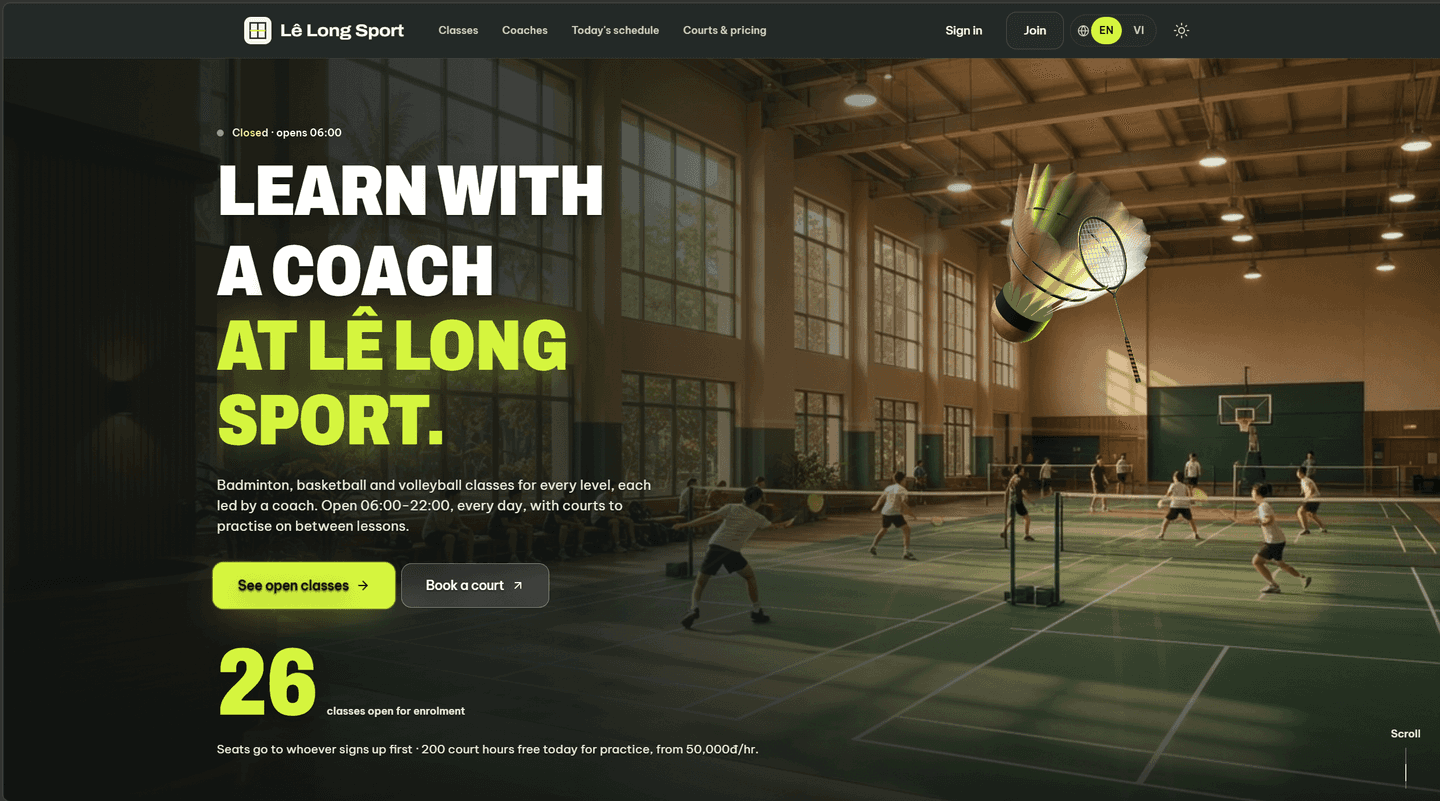 Lê Long Sport
Classes
Coaches
Today's schedule
Courts & pricing
Sign in
Join
EN
VI
Closed · opens 06:00
LEARN WITH
A COACH
AT LÊ LONG
SPORT.
Badminton, basketball and volleyball classes for every level, each
led by a coach. Open 06:00–22:00, every day, with courts to
practise on between lessons.
See open classes →
Book a court ↗
26
classes open for enrolment
Seats go to whoever signs up first · 200 court hours free today for practice, from 50,000đ/hr.
Scroll